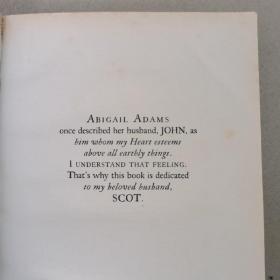 ABIGAIL ADAMS
once described her husband, JOHN, as
him whom my Heart esteems
above all earthly things.
I UNDERSTAND THAT FEELING.
That's why this book is dedicated
to my beloved husband,
SCOT.